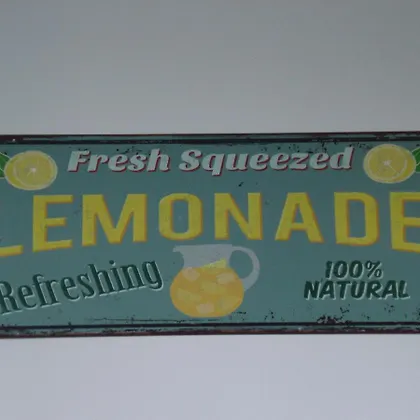 Fresh Squeezed
LEMONADE
Refreshing
100%
NATURAL